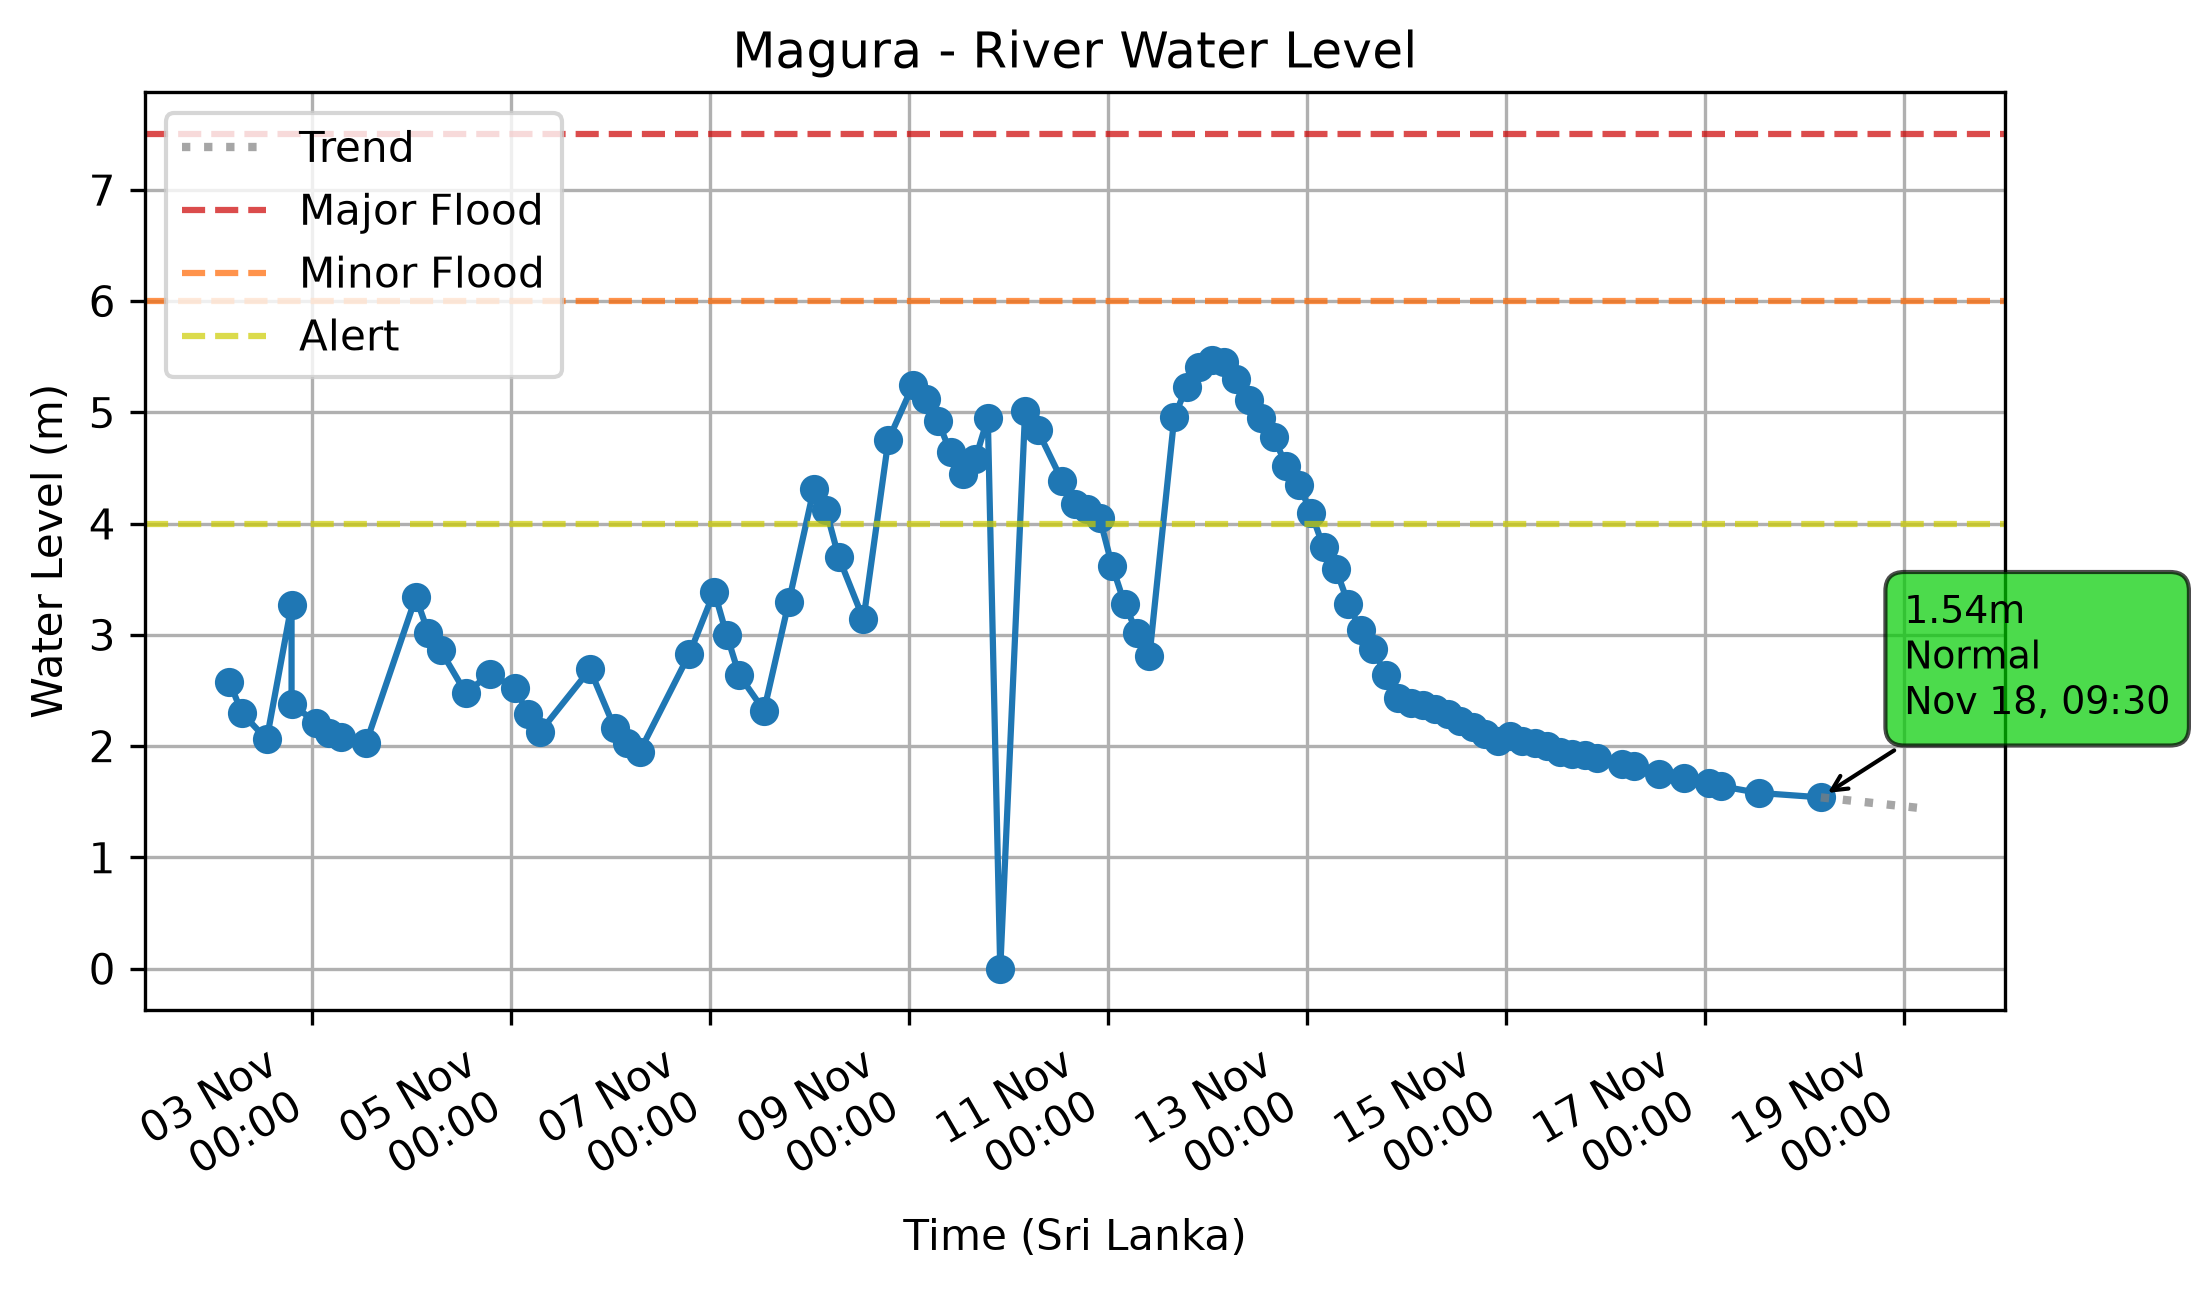 Magura - River Water Level
Trend
Major Flood
Minor Flood
Alert
Water Level (m)
7
6
5
4
3
2
1
0
1.54m
Normal
Nov 18, 09:30
03 Nov
00:00
05 Nov
00:00
07 Nov
00:00
09 Nov
00:00
11 Nov
00:00
13 Nov
00:00
15 Nov
00:00
17 Nov
00:00
19 Nov
00:00
Time (Sri Lanka)